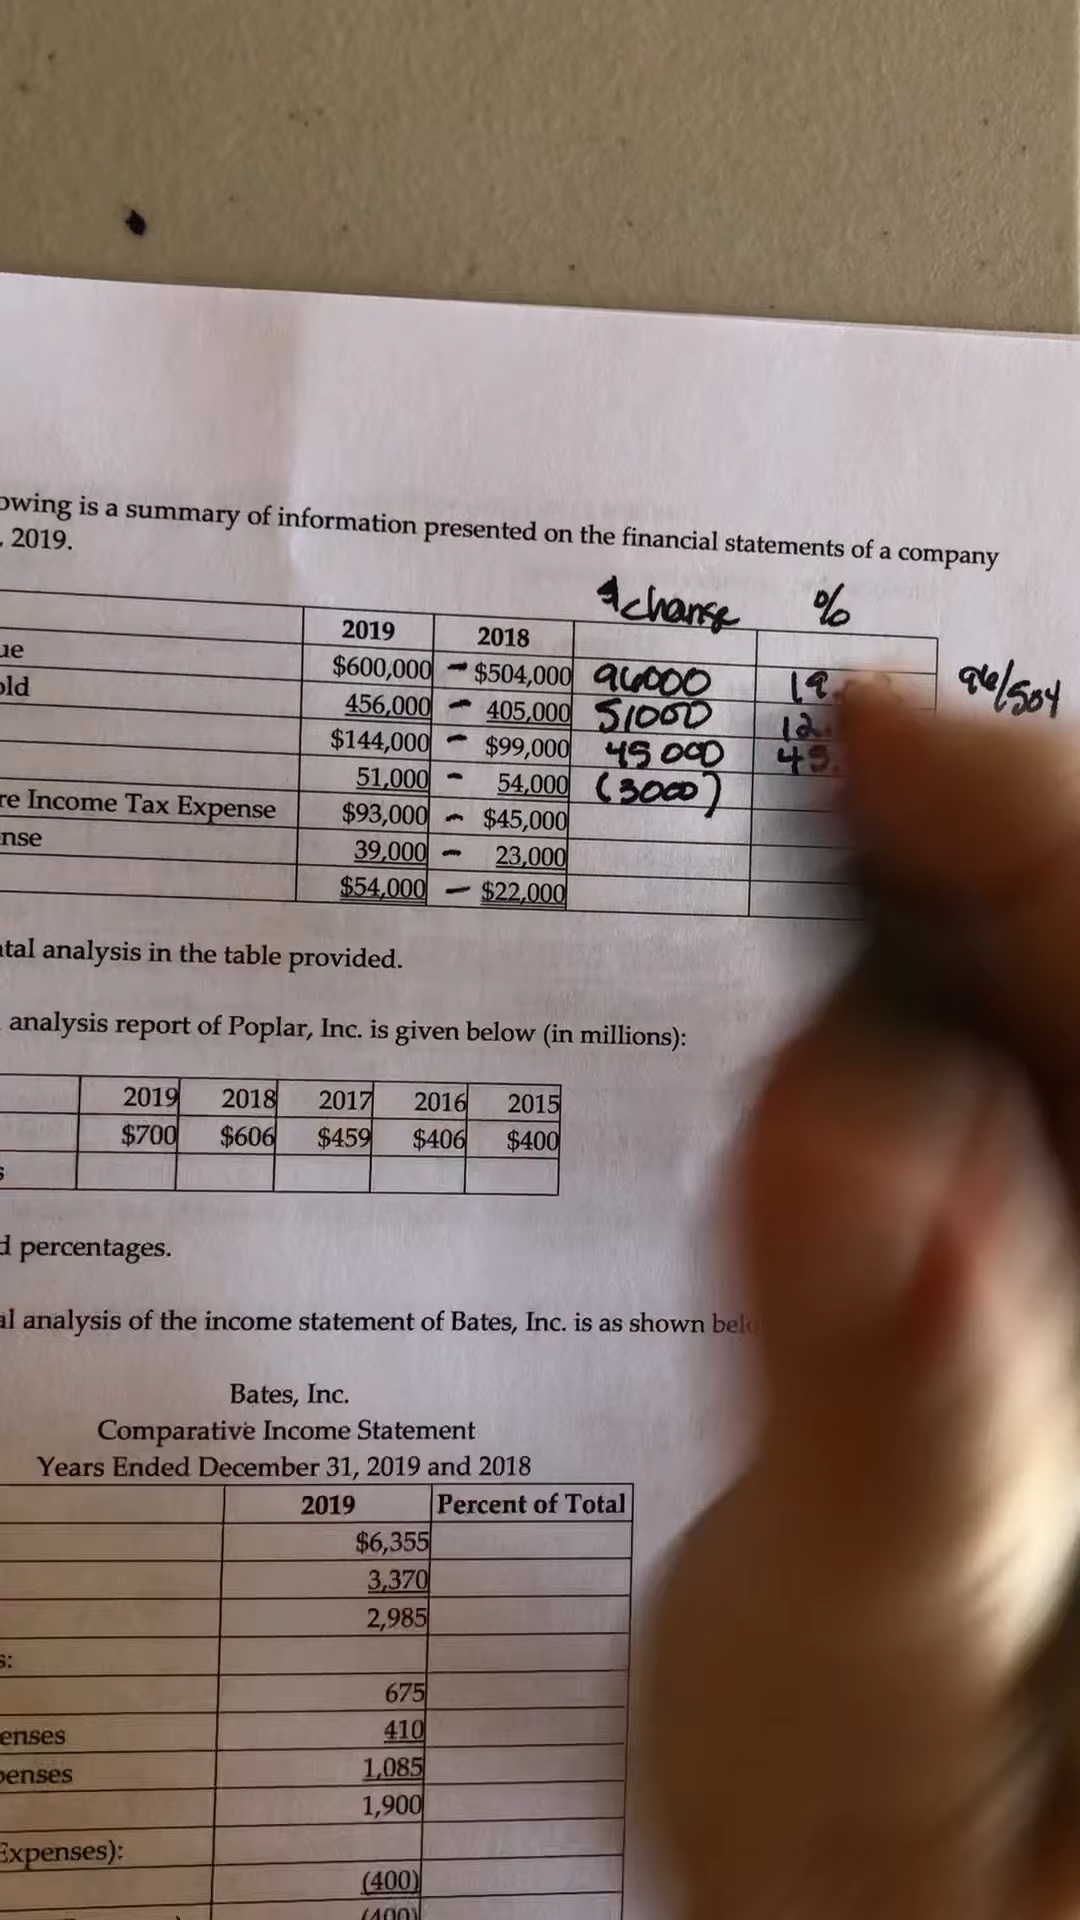 owing is a summary of information presented on the financial statements of a company
. 2019.
$ change %
2019 2018
ue $600,000 - $504,000 96000 19. 96/504
old 456,000 - 405,000 51000 12.
$144,000 - $99,000 45000 45.
51,000 - 54,000 (3000)
re Income Tax Expense $93,000 - $45,000
nse 39,000 - 23,000
$54,000 - $22,000
ntal analysis in the table provided.
analysis report of Poplar, Inc. is given below (in millions):
2019 2018 2017 2016 2015
$700 $606 $459 $406 $400
s
d percentages.
al analysis of the income statement of Bates, Inc. is as shown belo
Bates, Inc.
Comparative Income Statement
Years Ended December 31, 2019 and 2018
2019 Percent of Total
$6,355
3,370
2,985
s:
675
enses 410
penses 1,085
1,900
Expenses):
(400)
(400)